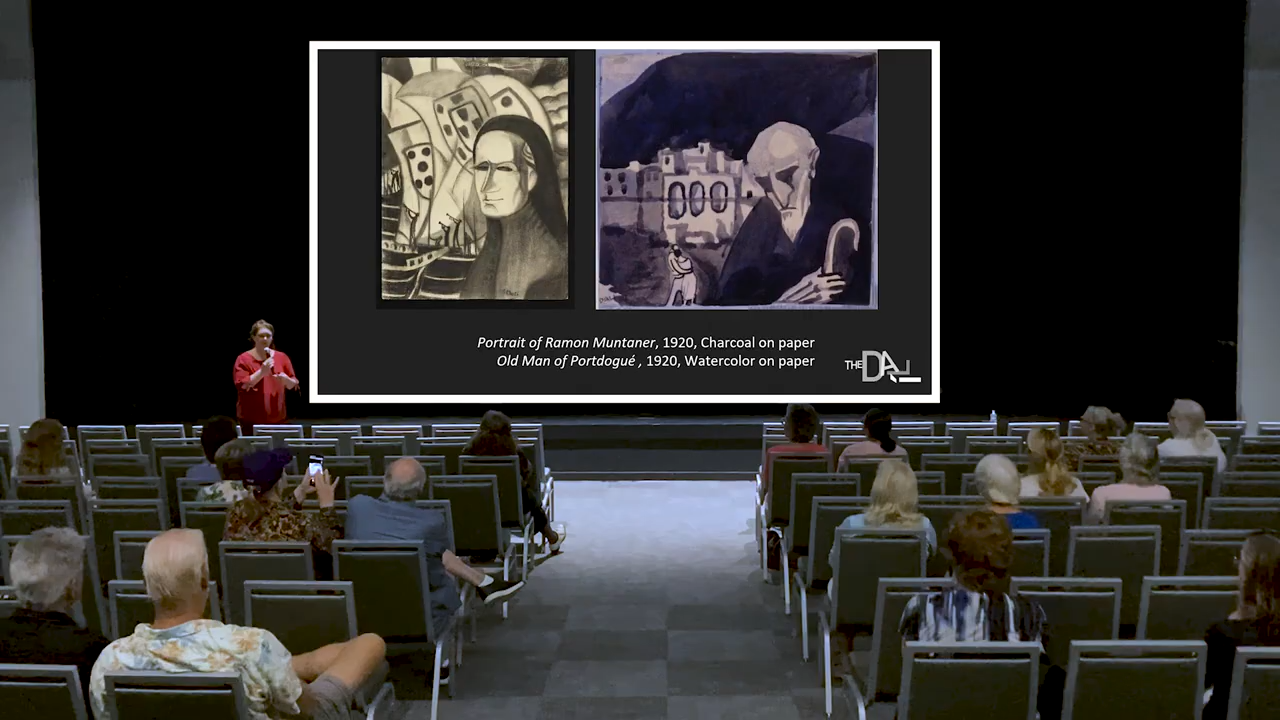 Portrait of Ramon Muntaner, 1920, Charcoal on paper
Old Man of Portdogué , 1920, Watercolor on paper
THE DALI